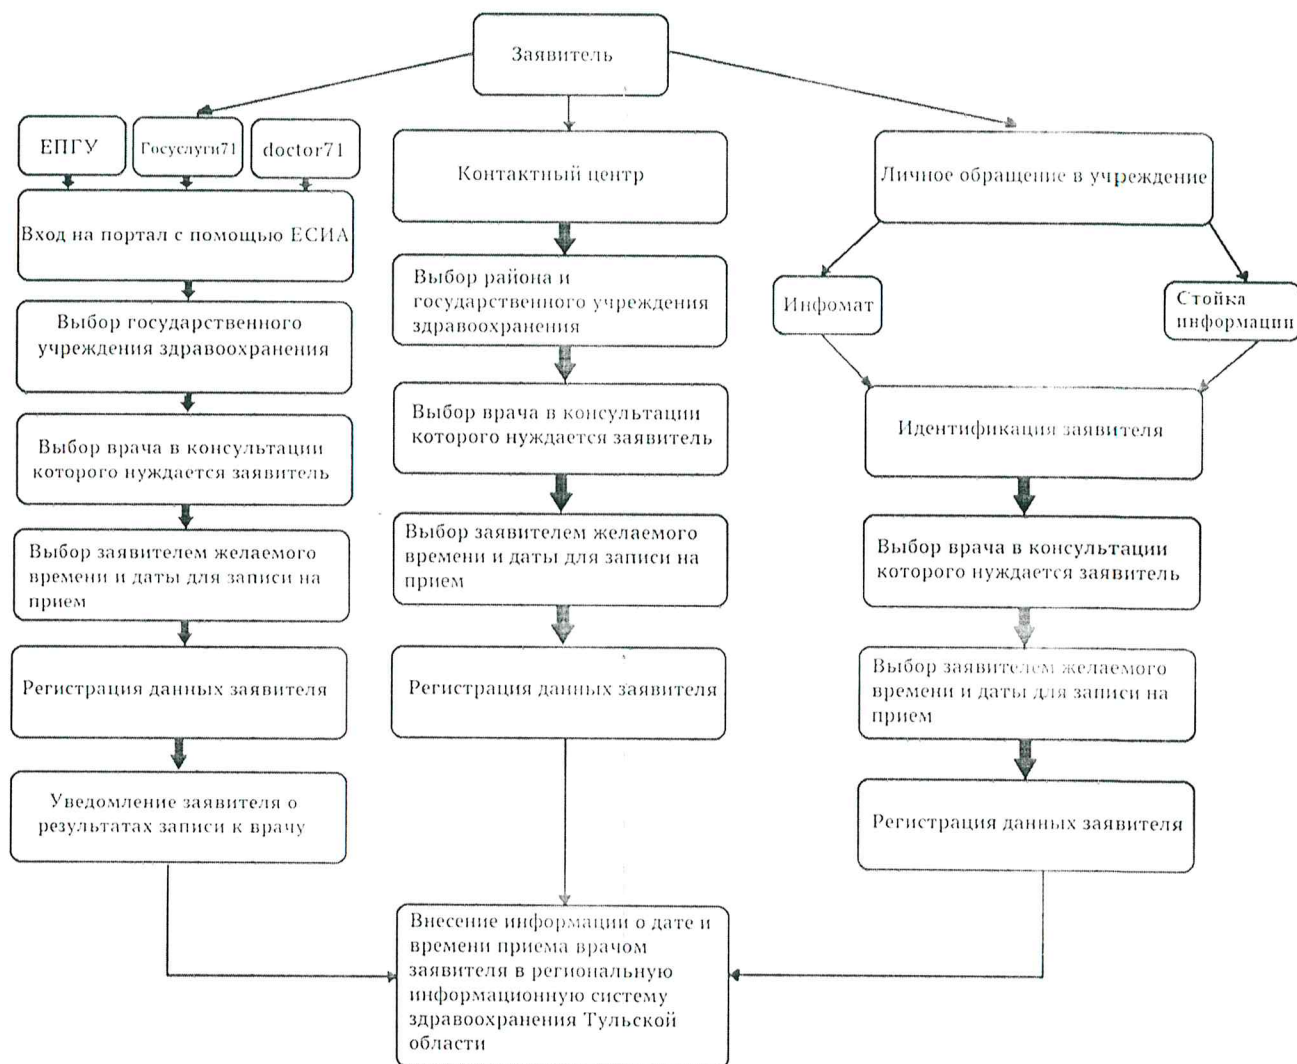 Заявитель
ЕПГУ
Госуслуги71
doctor71
Вход на портал с помощью ЕСИА
Выбор государственного
учреждения здравоохранения
Выбор врача в консультации
которого нуждается заявитель
Выбор заявителем желаемого
времени и даты для записи на
прием
Регистрация данных заявителя
Уведомление заявителя о
результатах записи к врачу
Контактный центр
Выбор района и
государственного учреждения
здравоохранения
Выбор врача в консультации
которого нуждается заявитель
Выбор заявителем желаемого
времени и даты для записи на
прием
Регистрация данных заявителя
Личное обращение в учреждение
Инфомат
Стойка
информации
Идентификация заявителя
Выбор врача в консультации
которого нуждается заявитель
Выбор заявителем желаемого
времени и даты для записи на
прием
Регистрация данных заявителя
Внесение информации о дате и
времени приема врачом
заявителя в региональную
информационную систему
здравоохранения Тульской
области